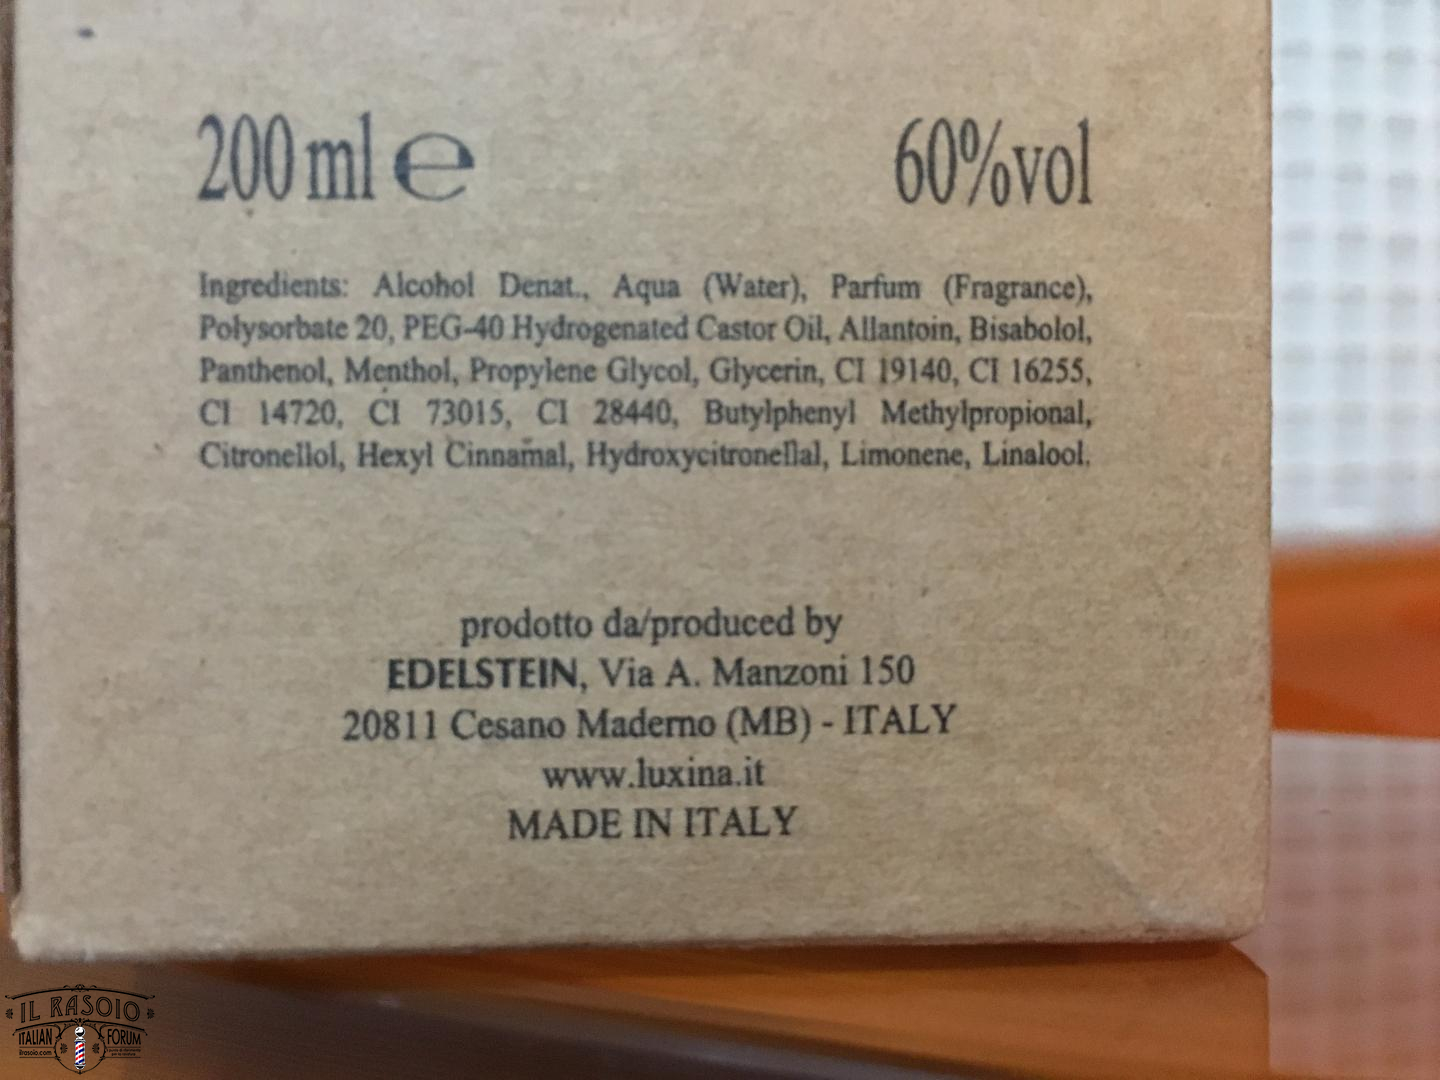 200 ml ℮ 60%vol
Ingredients: Alcohol Denat., Aqua (Water), Parfum (Fragrance),
Polysorbate 20, PEG-40 Hydrogenated Castor Oil, Allantoin, Bisabolol,
Panthenol, Menthol, Propylene Glycol, Glycerin, CI 19140, CI 16255,
CI 14720, CI 73015, CI 28440, Butylphenyl Methylpropional,
Citronellol, Hexyl Cinnamal, Hydroxycitronellal, Limonene, Linalool.
prodotto da/produced by
EDELSTEIN, Via A. Manzoni 150
20811 Cesano Maderno (MB) - ITALY
www.luxina.it
MADE IN ITALY
IL RASOIO
ITALIAN FORUM
ilrasoio.com